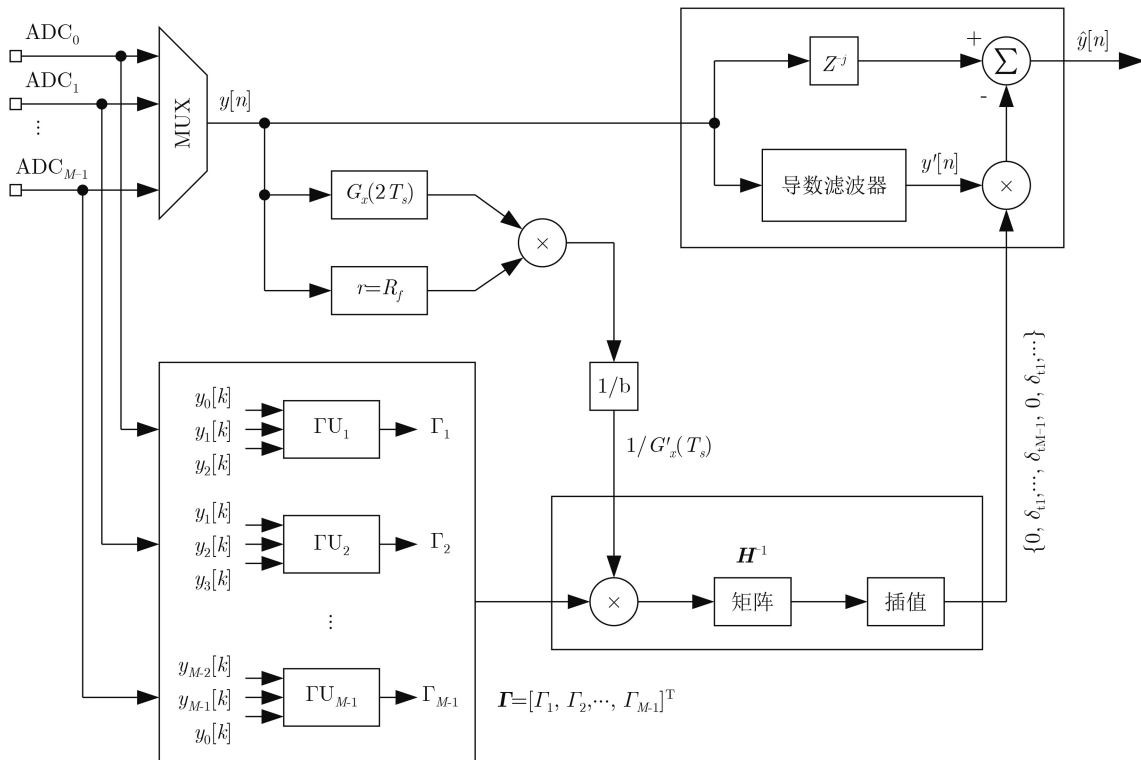 ADC0
ADC1
⋮
ADCM-1
MUX
y[n]
Gx(2Ts)
r=Rf
×
1/b
1/G′x(Ts)
Z-j
+
∑
-
ŷ[n]
导数滤波器
y′[n]
×
{0, δt1,⋯, δtM-1, 0, δt1,⋯}
y0[k]
y1[k]
y2[k]
ΓU1
Γ1
y1[k]
y2[k]
y3[k]
ΓU2
Γ2
⋮
yM-2[k]
yM-1[k]
y0[k]
ΓUM-1
ΓM-1
Γ=[Γ1, Γ2,⋯, ΓM-1]T
×
H-1
矩阵
插值